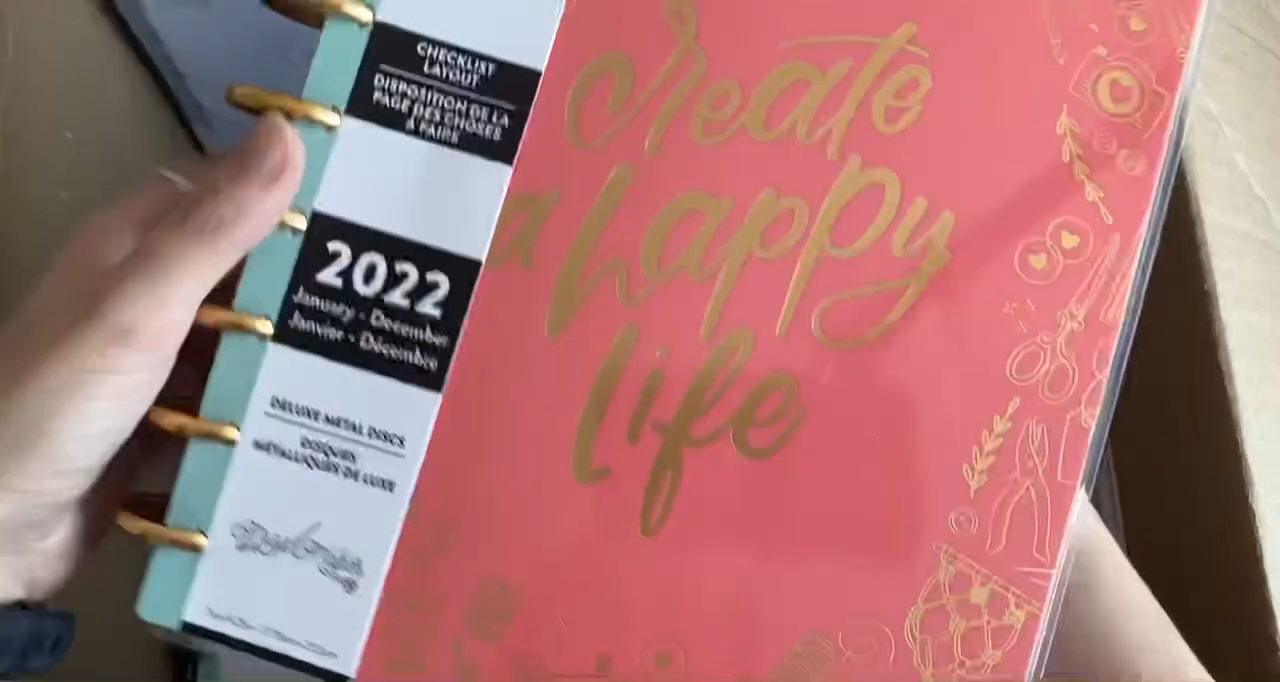 CHECKLIST
LAYOUT
DISPOSITION DE LA
PAGE DES CHOSES
À FAIRE
2022
January - December
Janvier - Décembre
DELUXE METAL DISCS
DISQUES
MÉTALLIQUES DE LUXE
Create
a happy
life